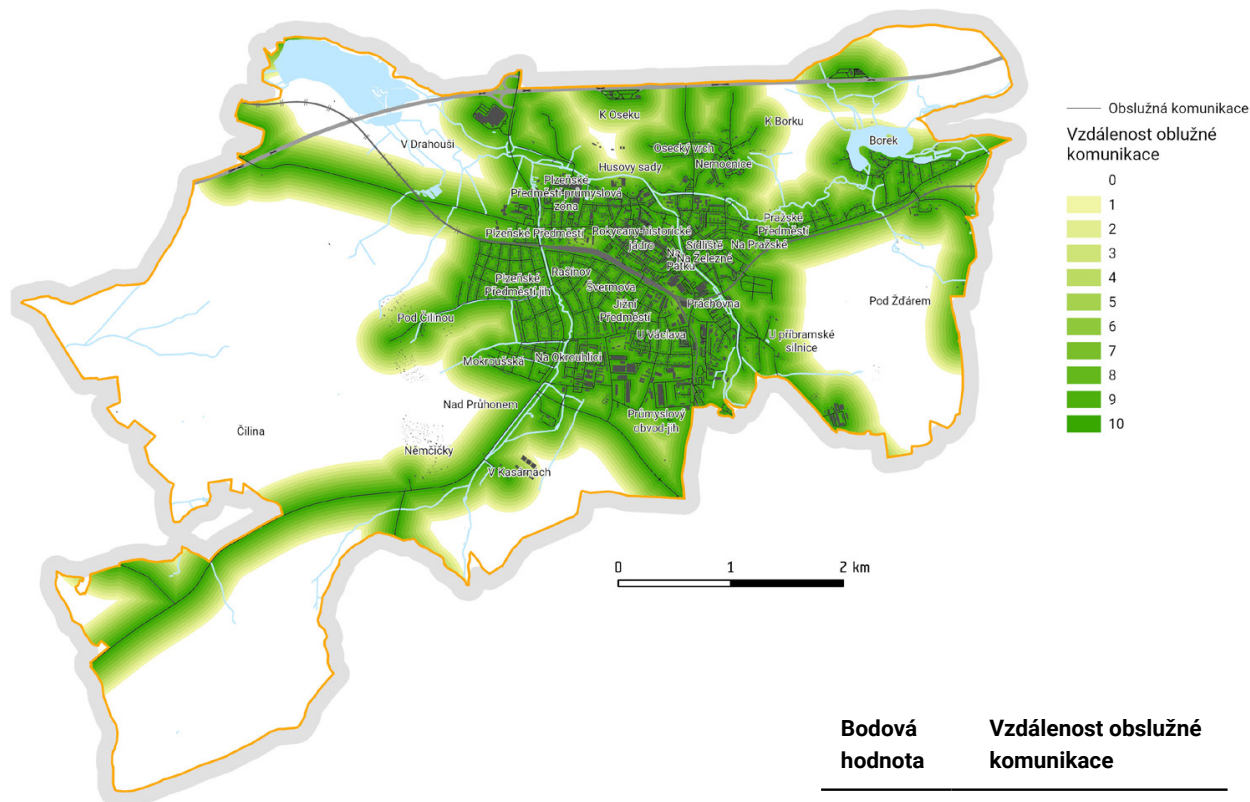 K Oseku
K Borku
V Drahouši
Borek
Osecký vrch
Nemocnice
Husovy sady
Plzeňské
Předměstí-průmyslová
zóna
Pražské
Předměstí
Plzeňské Předměstí
Rokycany-historické
jádro
Sídliště
Na Pražské
Na Železné
Na
Pátku
Rašínov
Plzeňské
Předměstí-jih
Švermova
Jižní
Předměstí
Práchovna
Pod Žďárem
Pod Čilinou
U Václava
U příbramské
silnice
Mokroušská
Na Okrouhlici
Nad Průhonem
Průmyslový
obvod-jih
Čilina
Němčičky
V Kasárnách
0 1 2 km
Obslužná komunikace
Vzdálenost oblužné
komunikace
0
1
2
3
4
5
6
7
8
9
10
Bodová hodnota
Vzdálenost obslužné komunikace